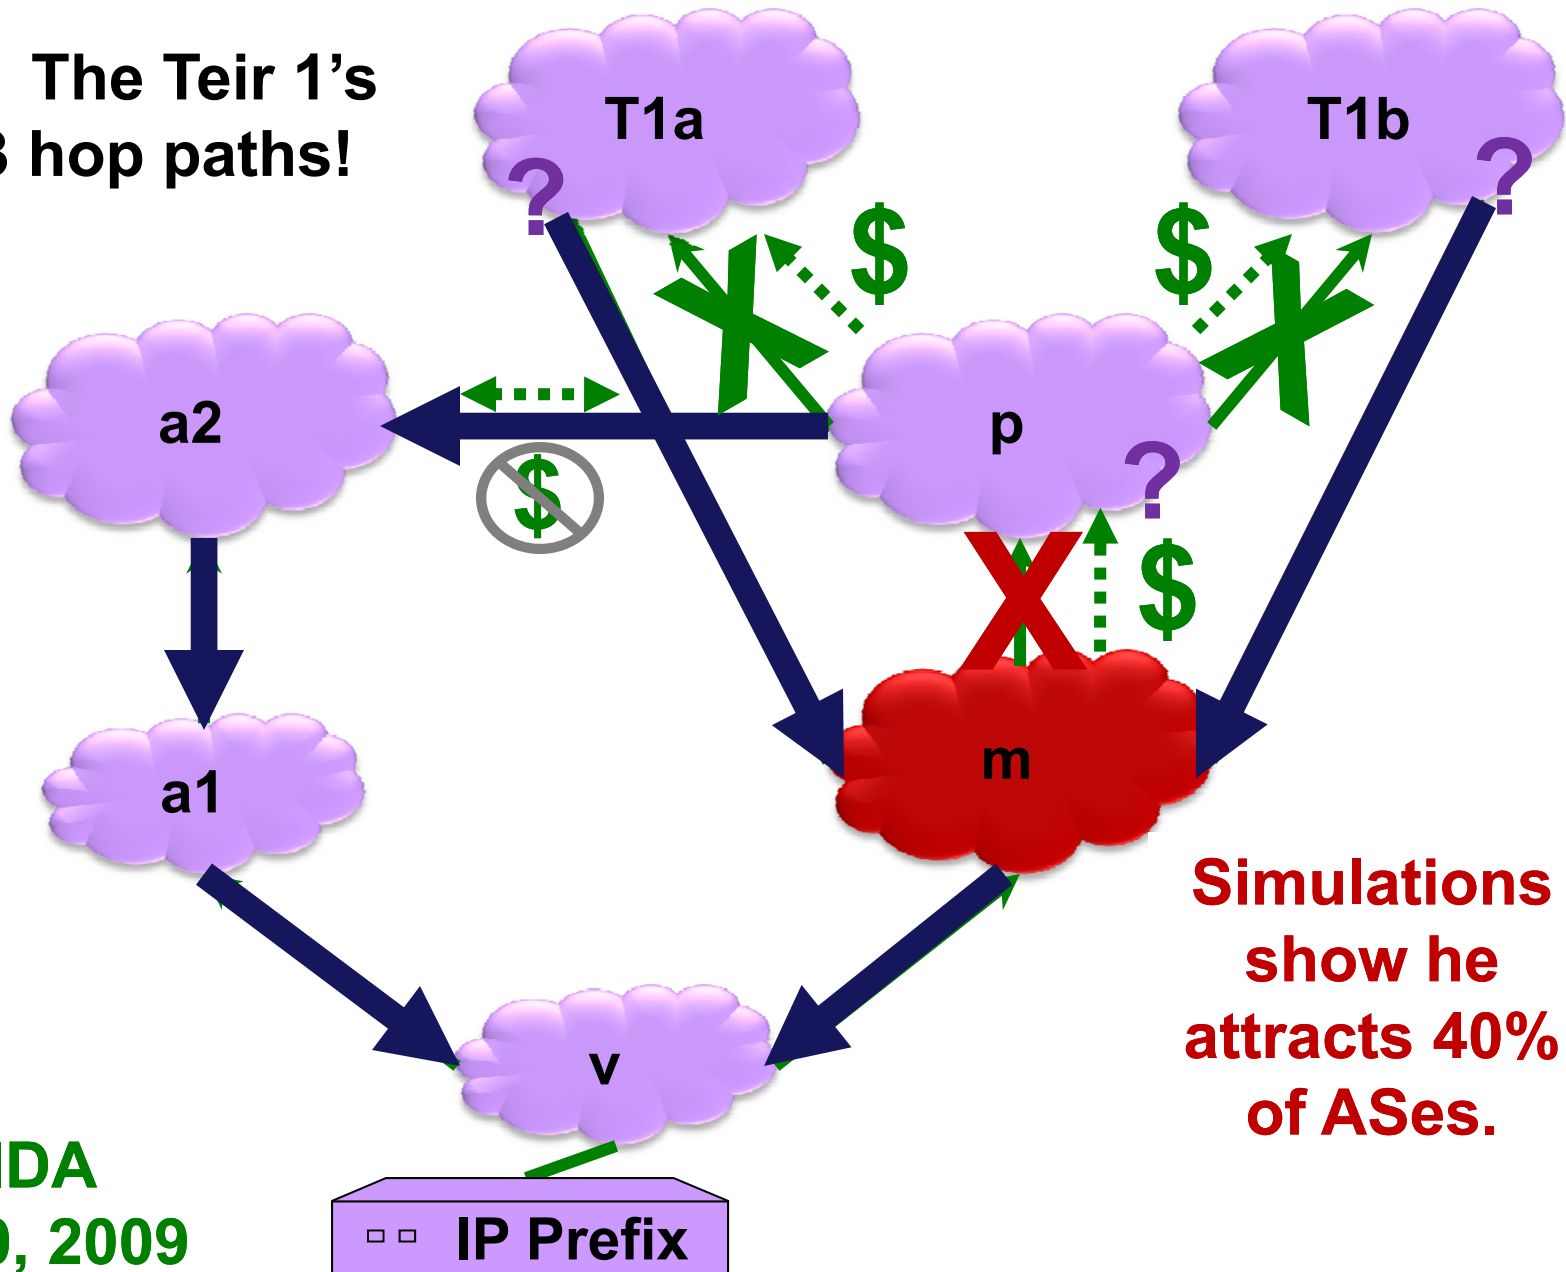 The Teir 1’s
3 hop paths!
T1a
T1b
?
?
$
$
a2
p
?
$
X
$
a1
m
Simulations
show he
attracts 40%
of ASes.
v
, 2009
IP Prefix